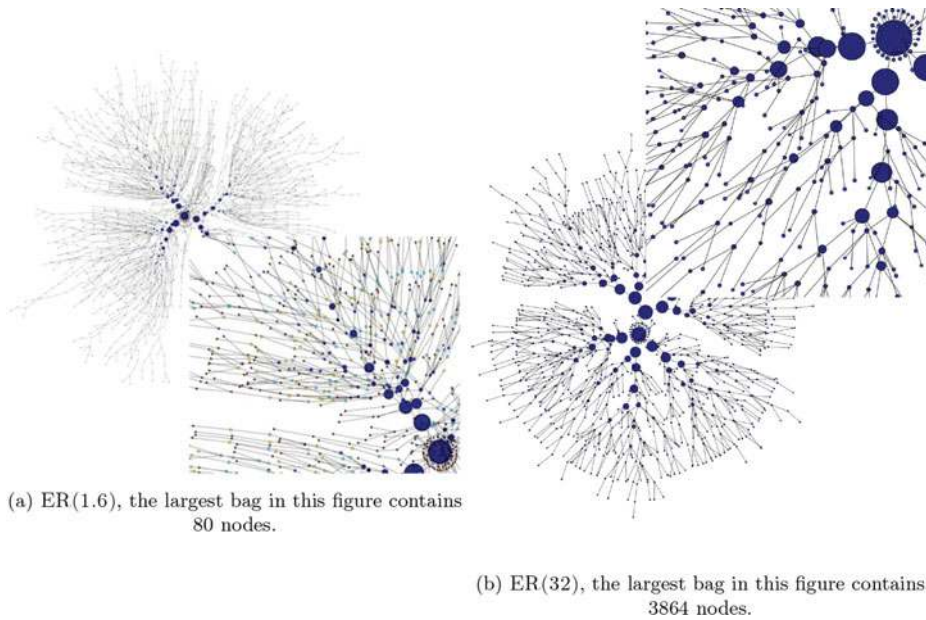 (a) ER(1.6), the largest bag in this figure contains
80 nodes.
(b) ER(32), the largest bag in this figure contains
3864 nodes.